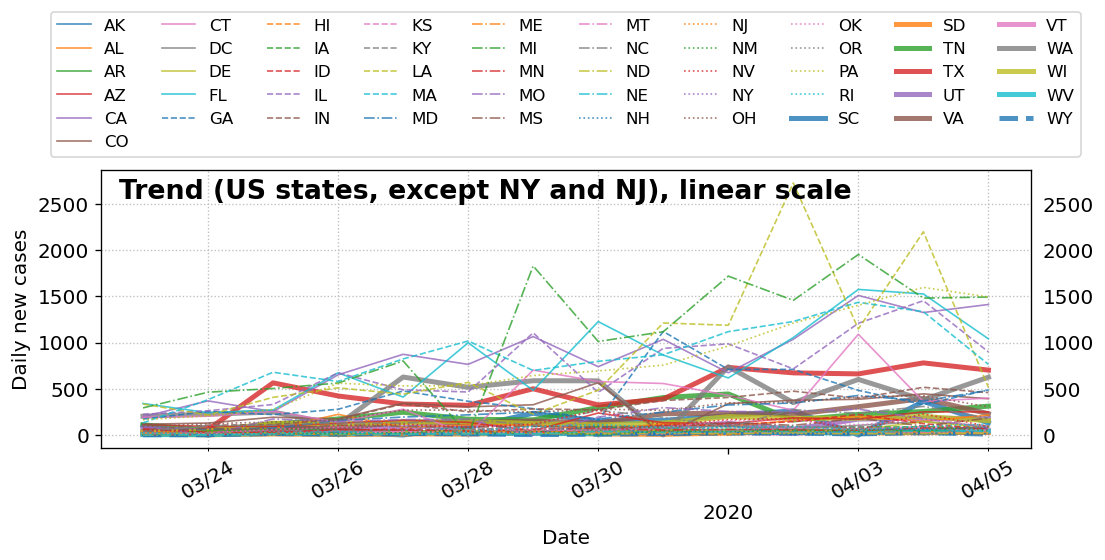 AK CT HI KS ME MT NJ OK SD VT
AL DC IA KY MI NC NM OR TN WA
AR DE ID LA MN ND NV PA TX WI
AZ FL IL MA MO NE NY RI UT WV
CA GA IN MD MS NH OH SC VA WY
CO
Trend (US states, except NY and NJ), linear scale
2500 2500
2000 2000
1500 1500
1000 1000
500 500
0 0
Daily new cases
03/24 03/26 03/28 03/30 04/03 04/05
2020
Date